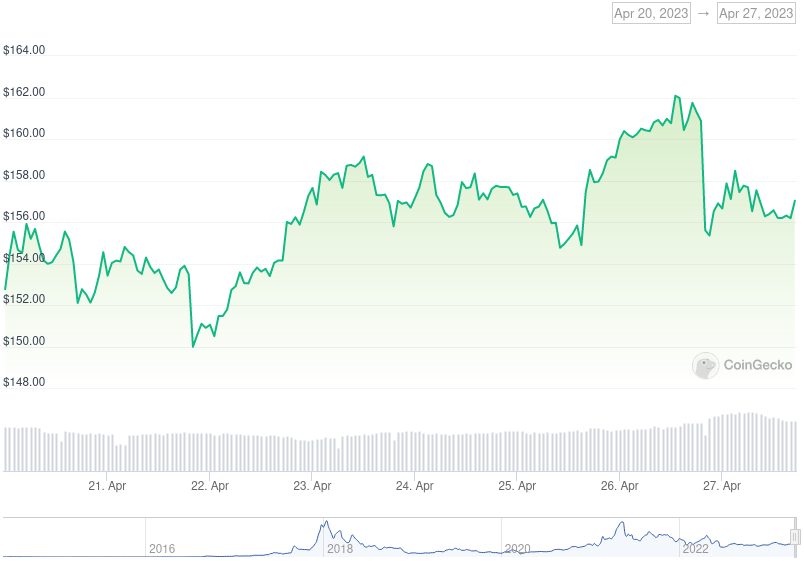 Apr 20, 2023 → Apr 27, 2023
$164.00
$162.00
$160.00
$158.00
$156.00
$154.00
$152.00
$150.00
CoinGecko
$148.00
21. Apr 22. Apr 23. Apr 24. Apr 25. Apr 26. Apr 27. Apr
2016 2018 2020 2022